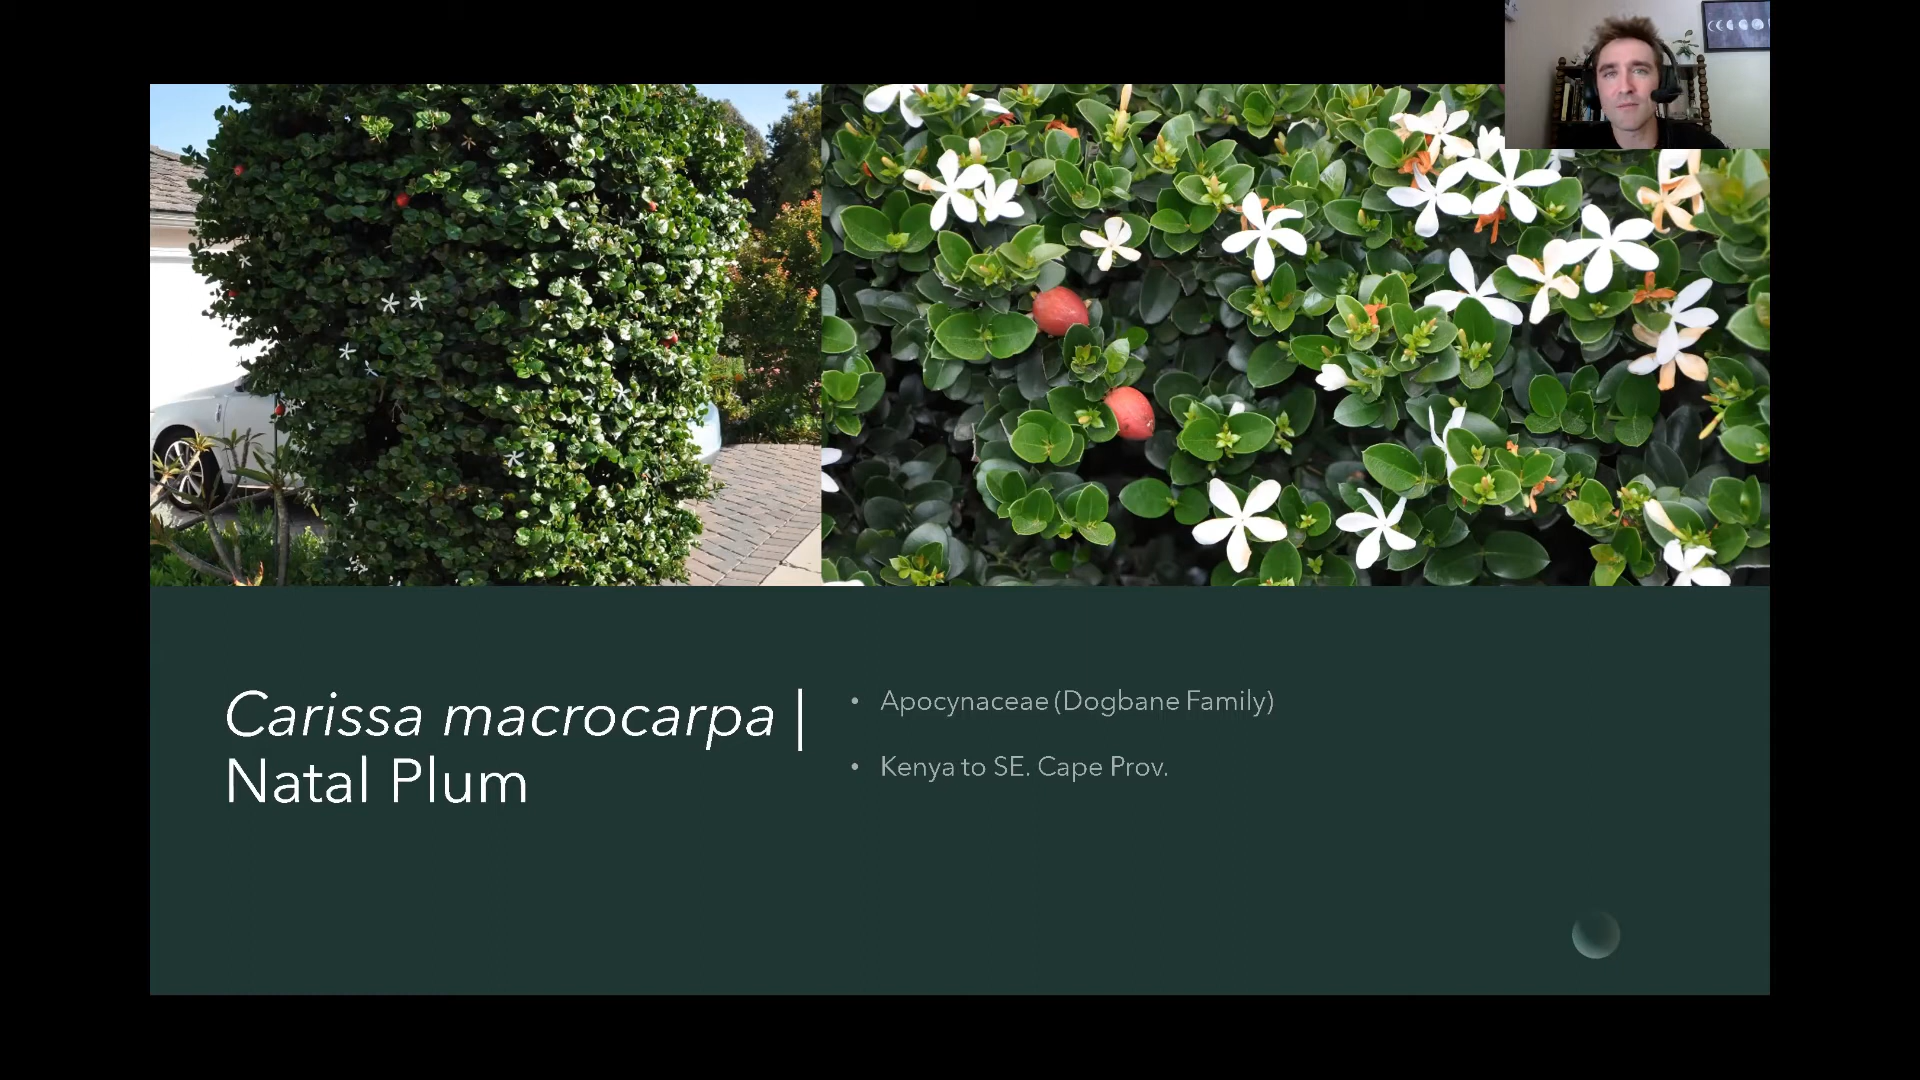 Carissa macrocarpa |
Natal Plum
• Apocynaceae (Dogbane Family)
• Kenya to SE. Cape Prov.